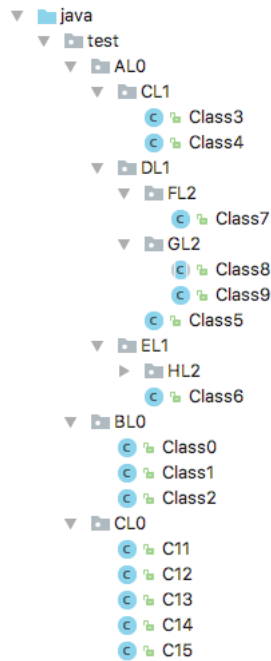 java
test
AL0
CL1
Class3
Class4
DL1
FL2
Class7
GL2
Class8
Class9
Class5
EL1
HL2
Class6
BL0
Class0
Class1
Class2
CL0
C11
C12
C13
C14
C15